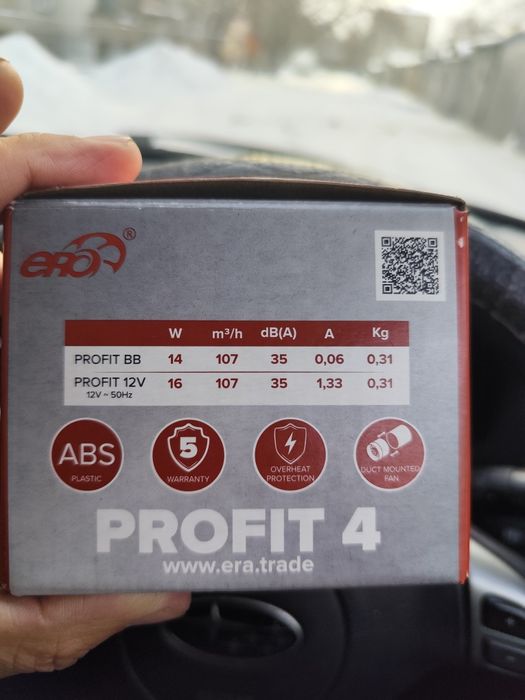 era ®
W m³/h dB(A) A Kg
PROFIT BB 14 107 35 0,06 0,31
PROFIT 12V 16 107 35 1,33 0,31
12V ~ 50Hz
ABS
PLASTIC
5
WARRANTY
OVERHEAT
PROTECTION
DUCT MOUNTED
FAN
PROFIT 4
www.era.trade